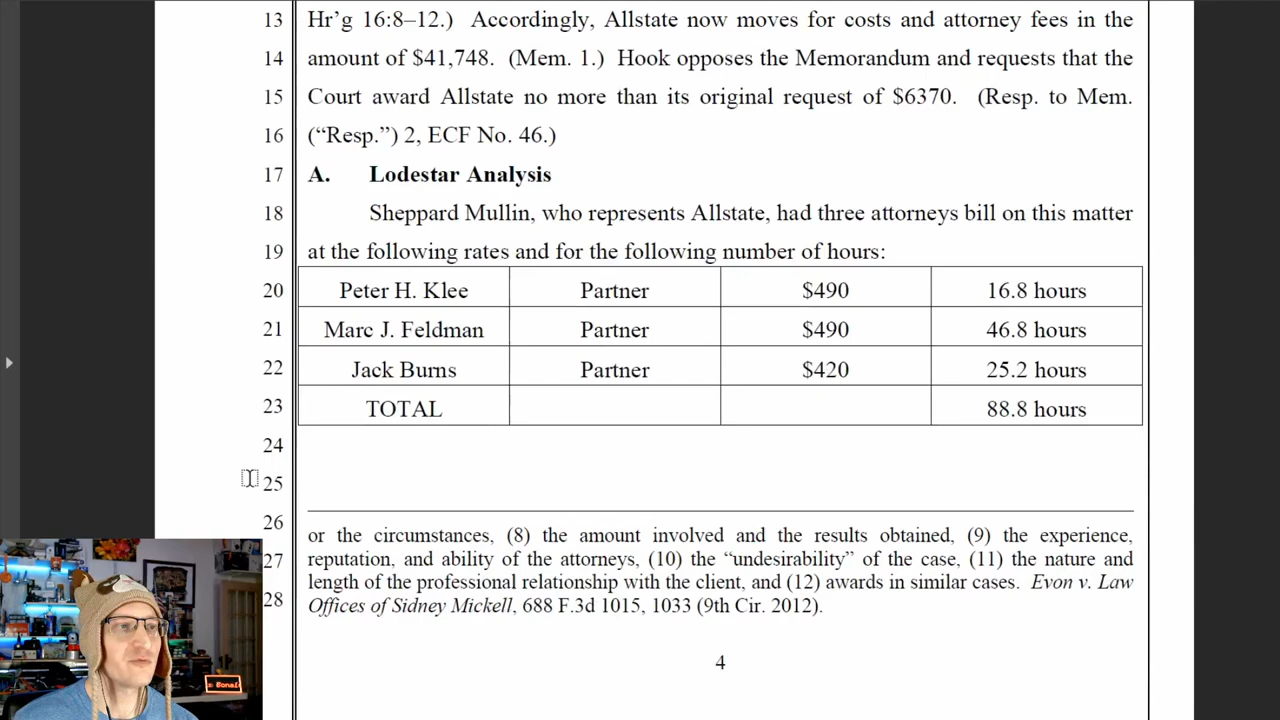 13 Hr'g 16:8–12.) Accordingly, Allstate now moves for costs and attorney fees in the
14 amount of $41,748. (Mem. 1.) Hook opposes the Memorandum and requests that the
15 Court award Allstate no more than its original request of $6370. (Resp. to Mem.
16 (“Resp.”) 2, ECF No. 46.)
17 A. Lodestar Analysis
18 Sheppard Mullin, who represents Allstate, had three attorneys bill on this matter
19 at the following rates and for the following number of hours:
20 Peter H. Klee Partner $490 16.8 hours
21 Marc J. Feldman Partner $490 46.8 hours
22 Jack Burns Partner $420 25.2 hours
23 TOTAL 88.8 hours
24
25
26
or the circumstances, (8) the amount involved and the results obtained, (9) the experience,
27 reputation, and ability of the attorneys, (10) the “undesirability” of the case, (11) the nature and
length of the professional relationship with the client, and (12) awards in similar cases. Evon v. Law
28 Offices of Sidney Mickell, 688 F.3d 1015, 1033 (9th Cir. 2012).
4